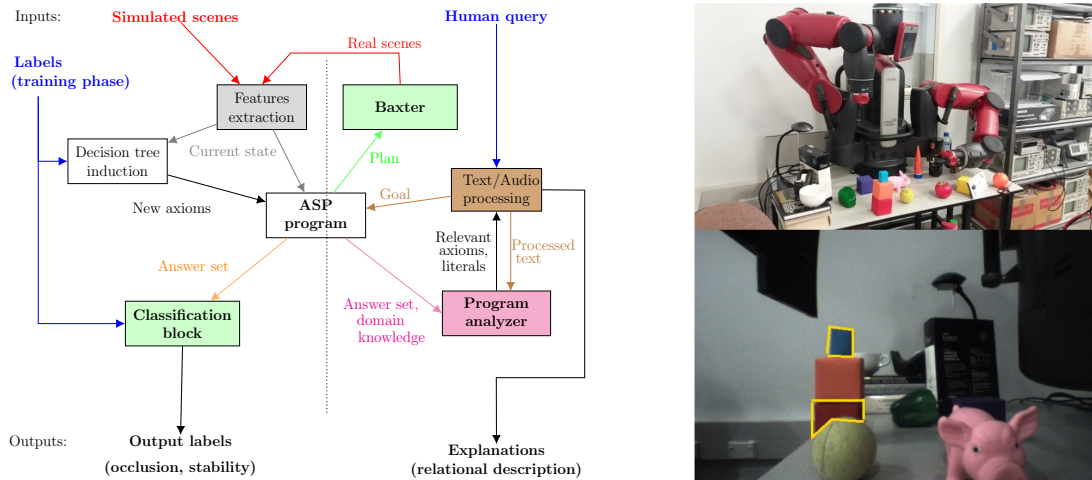 Inputs:
Simulated scenes
Human query
Real scenes
Labels
(training phase)
Features
extraction
Baxter
Decision tree
induction
Current state
Plan
Text/Audio
processing
New axioms
ASP
program
Goal
Relevant
axioms,
literals
Processed
text
Answer set
Answer set,
domain
knowledge
Classification
block
Program
analyzer
Outputs:
Output labels
(occlusion, stability)
Explanations
(relational description)